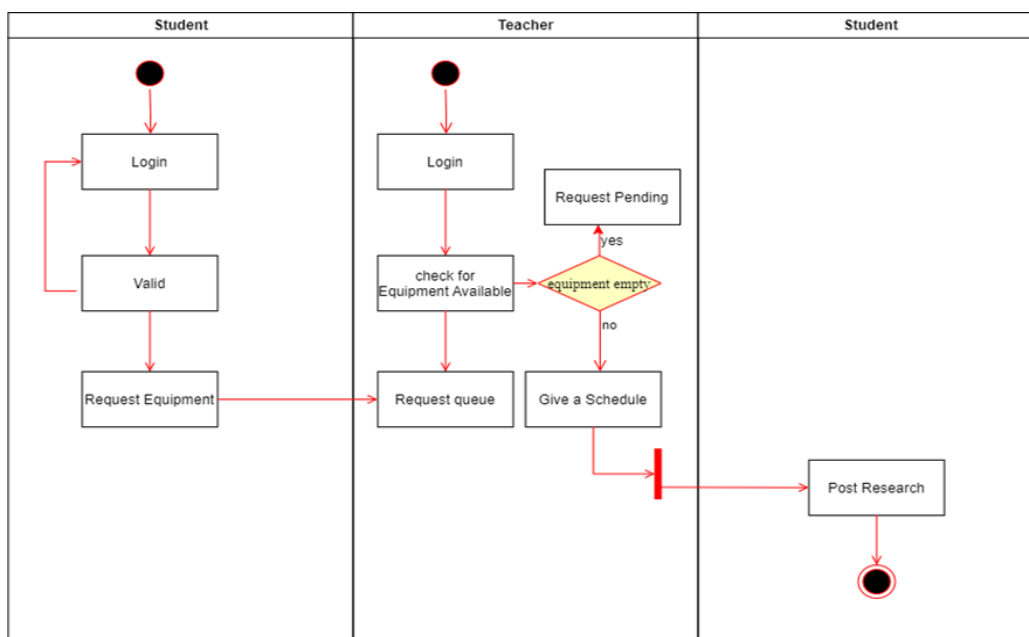 Student
Teacher
Student
Login
Login
Request Pending
yes
Valid
check for
Equipment Available
equipment empty
no
Request Equipment
Request queue
Give a Schedule
Post Research